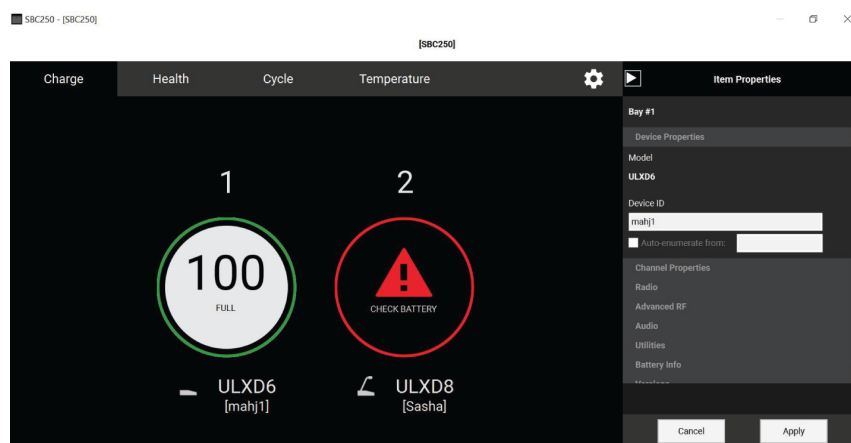 SBC250 - [SBC250]
[SBC250]
Charge Health Cycle Temperature
Item Properties
Bay #1
Device Properties
Model
ULXD6
Device ID
mahj1
Auto-enumerate from:
Channel Properties
Radio
Advanced RF
Audio
Utilities
Battery Info
1
100
FULL
ULXD6
[mahj1]
2
CHECK BATTERY
ULXD8
[Sasha]
Cancel Apply